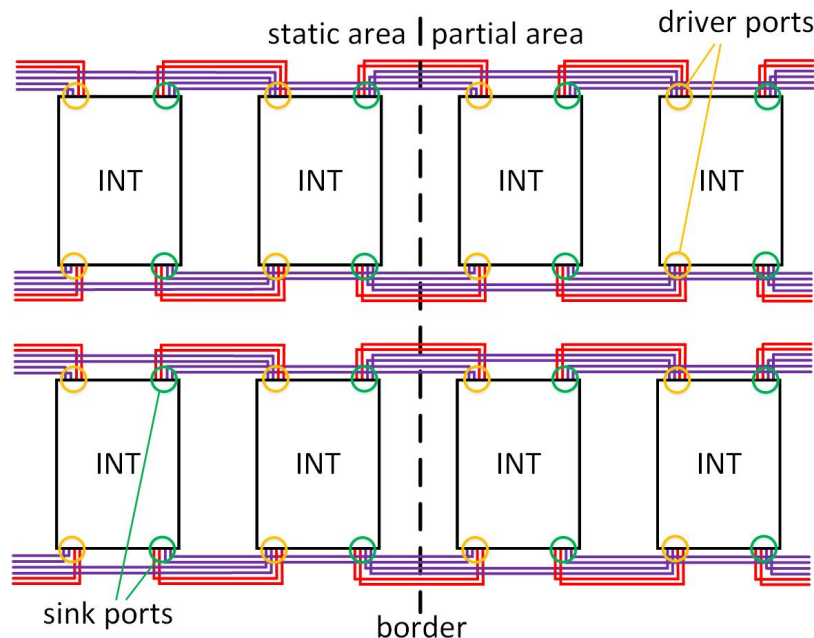 static area
partial area
driver ports
INT
INT
INT
INT
INT
INT
INT
INT
sink ports
border